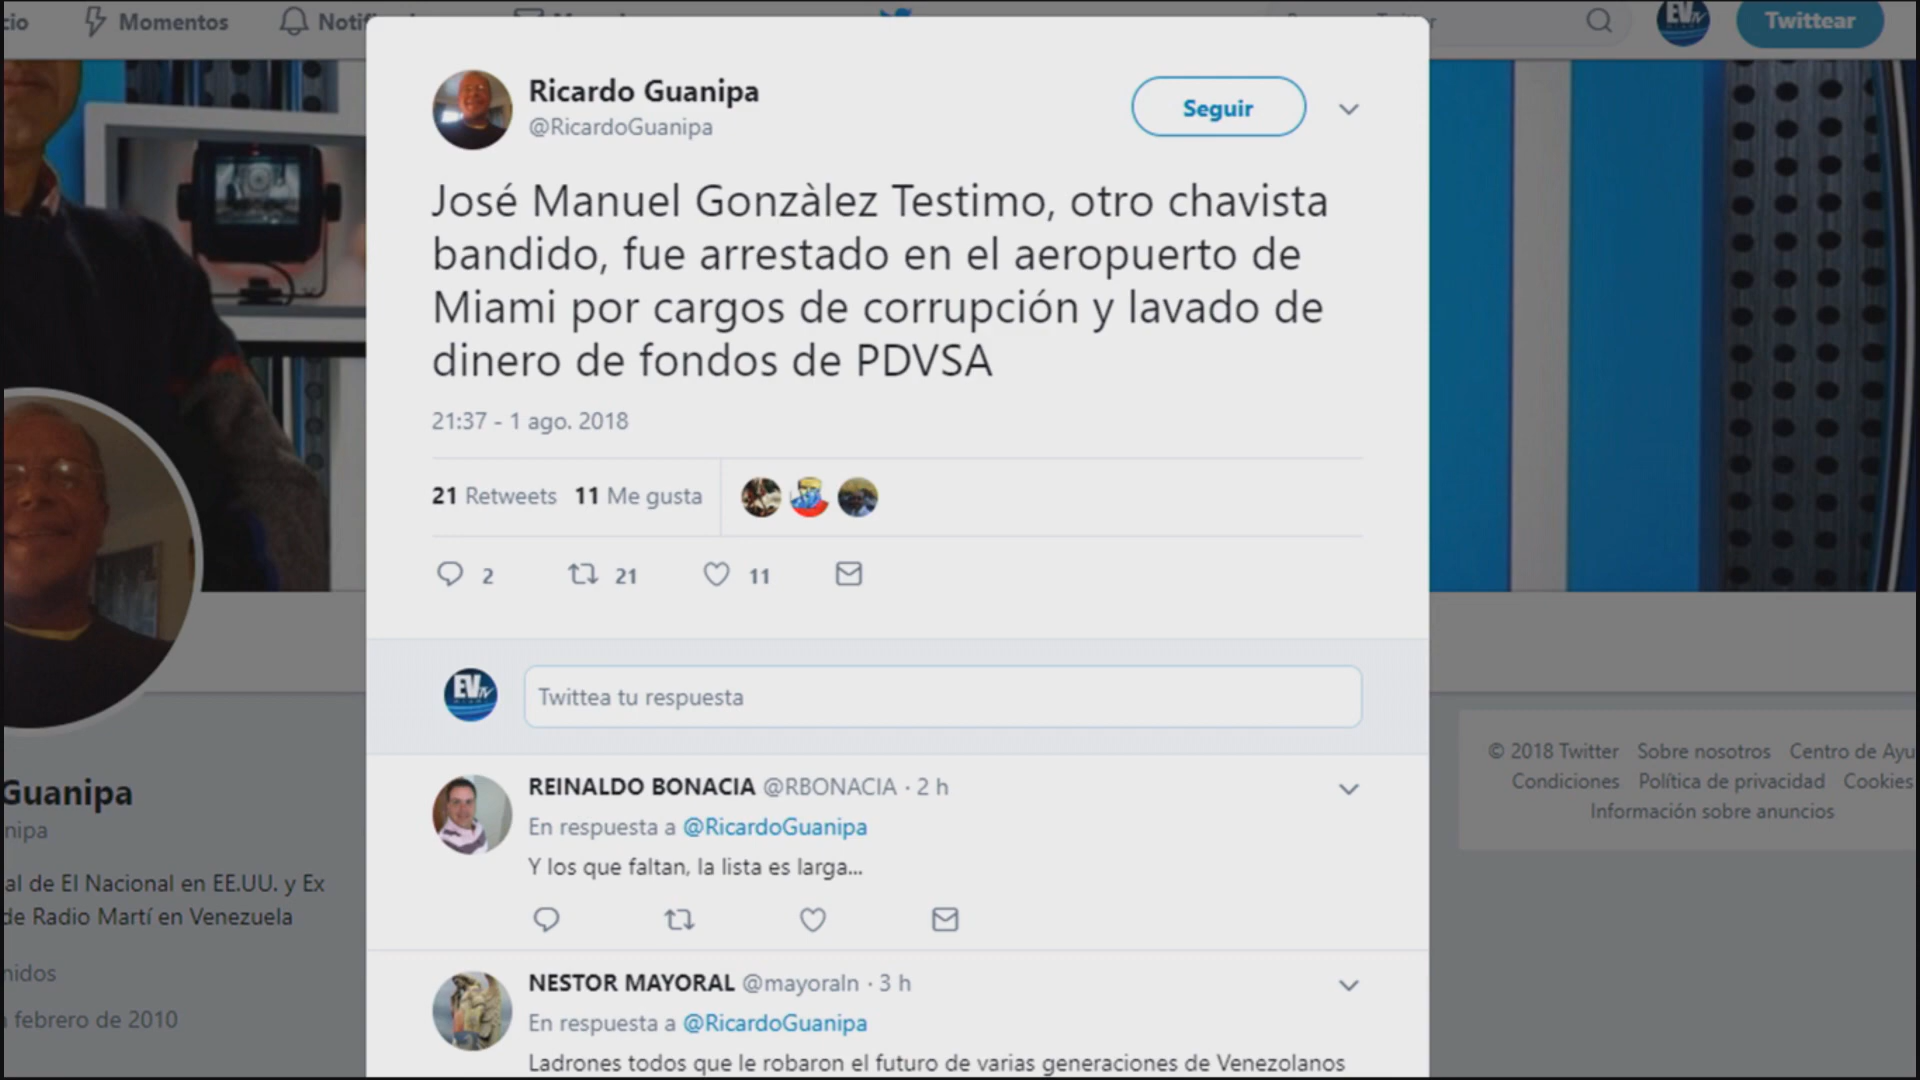 cio Momentos
Twittear
Ricardo Guanipa
@RicardoGuanipa
Seguir
José Manuel Gonzàlez Testimo, otro chavista
bandido, fue arrestado en el aeropuerto de
Miami por cargos de corrupción y lavado de
dinero de fondos de PDVSA
21:37 - 1 ago. 2018
21 Retweets 11 Me gusta
2 21 11
EV TV
Twittea tu respuesta
REINALDO BONACIA @RBONACIA · 2 h
En respuesta a @RicardoGuanipa
Y los que faltan, la lista es larga...
NESTOR MAYORAL @mayoraln · 3 h
En respuesta a @RicardoGuanipa
Ladrones todos que le robaron el futuro de varias generaciones de Venezolanos
Guanipa
nipa
al de El Nacional en EE.UU. y Ex
de Radio Martí en Venezuela
nidos
febrero de 2010
© 2018 Twitter Sobre nosotros Centro de Ayu
Condiciones Política de privacidad Cookies
Información sobre anuncios